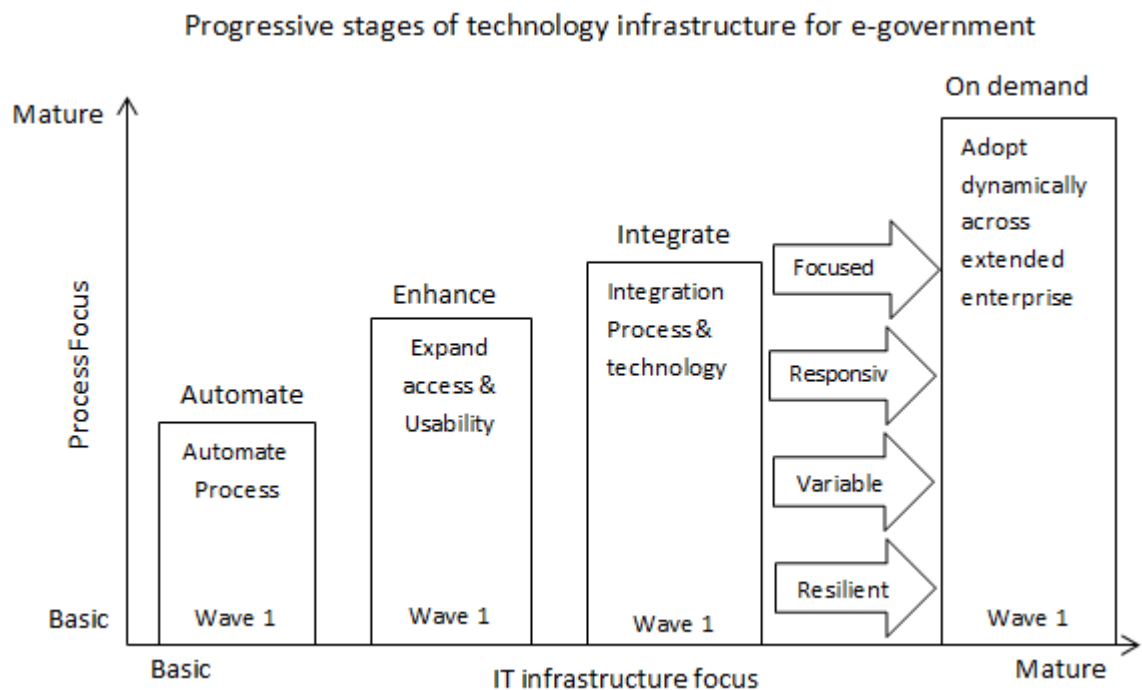 Progressive stages of technology infrastructure for e-government
On demand
Mature
Adopt
dynamically
across
extended
enterprise
Integrate
Integration
Process &
technology
Focused
Responsiv
Variable
Resilient
Enhance
Expand
access &
Usability
Automate
Automate
Process
Process Focus
Basic
Wave 1
Wave 1
Wave 1
Wave 1
Basic
IT infrastructure focus
Mature